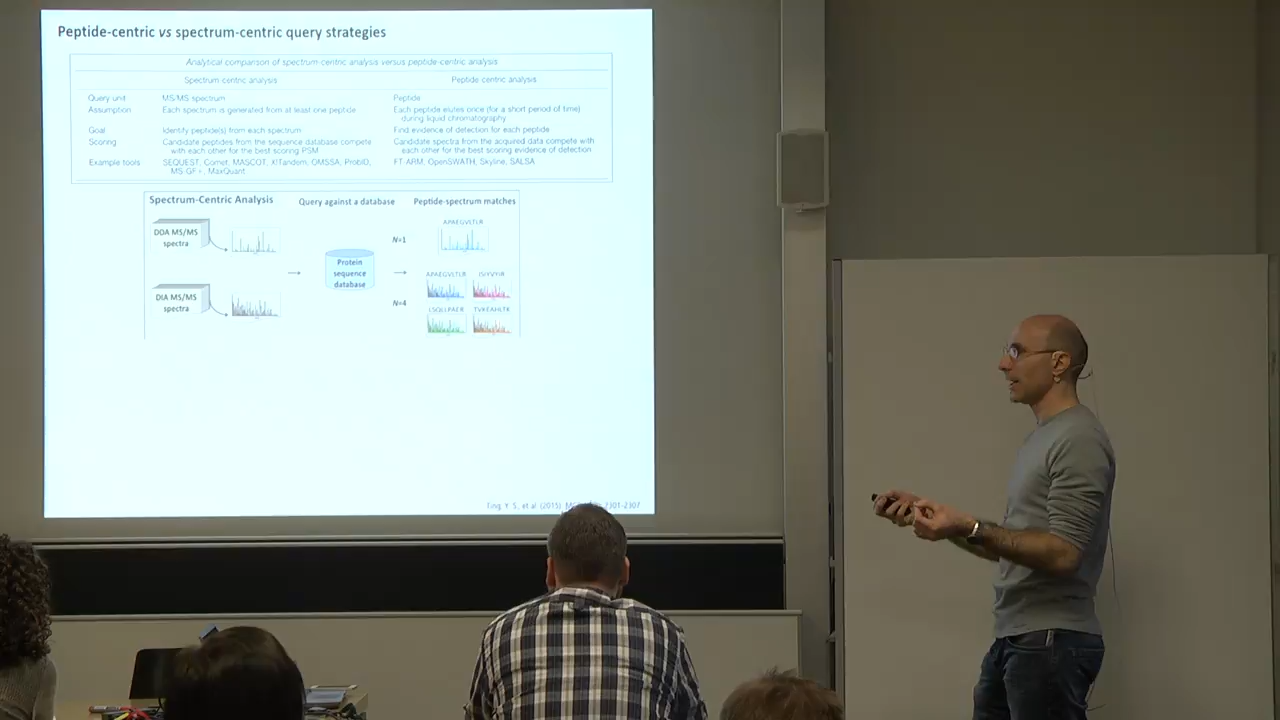 Peptide-centric vs spectrum-centric query strategies
Analytical comparison of spectrum-centric analysis versus peptide-centric analysis
Spectrum centric analysis Peptide centric analysis
Query unit MS/MS spectrum Peptide
Assumption Each spectrum is generated from at least one peptide Each peptide elutes once (for a short period of time)
during liquid chromatography
Goal Identify peptide(s) from each spectrum Find evidence of detection for each peptide
Scoring Candidate peptides from the sequence database compete Candidate spectra from the acquired data compete with
with each other for the best scoring PSM each other for the best scoring evidence of detection
Example tools SEQUEST, Comet, MASCOT, X!Tandem, OMSSA, ProbID, FT-ARM, OpenSWATH, Skyline, SALSA
MS-GF+, MaxQuant
Spectrum-Centric Analysis Query against a database Peptide-spectrum matches
APAEGVLTLR
DDA MS/MS
spectra
N=1
Protein
sequence
database
APAEGVLTLR
DIA MS/MS
spectra
N=4
LSQLLPAER TVKEAHLTR
Ting, Y. S., et al. (2015) 2301-2307